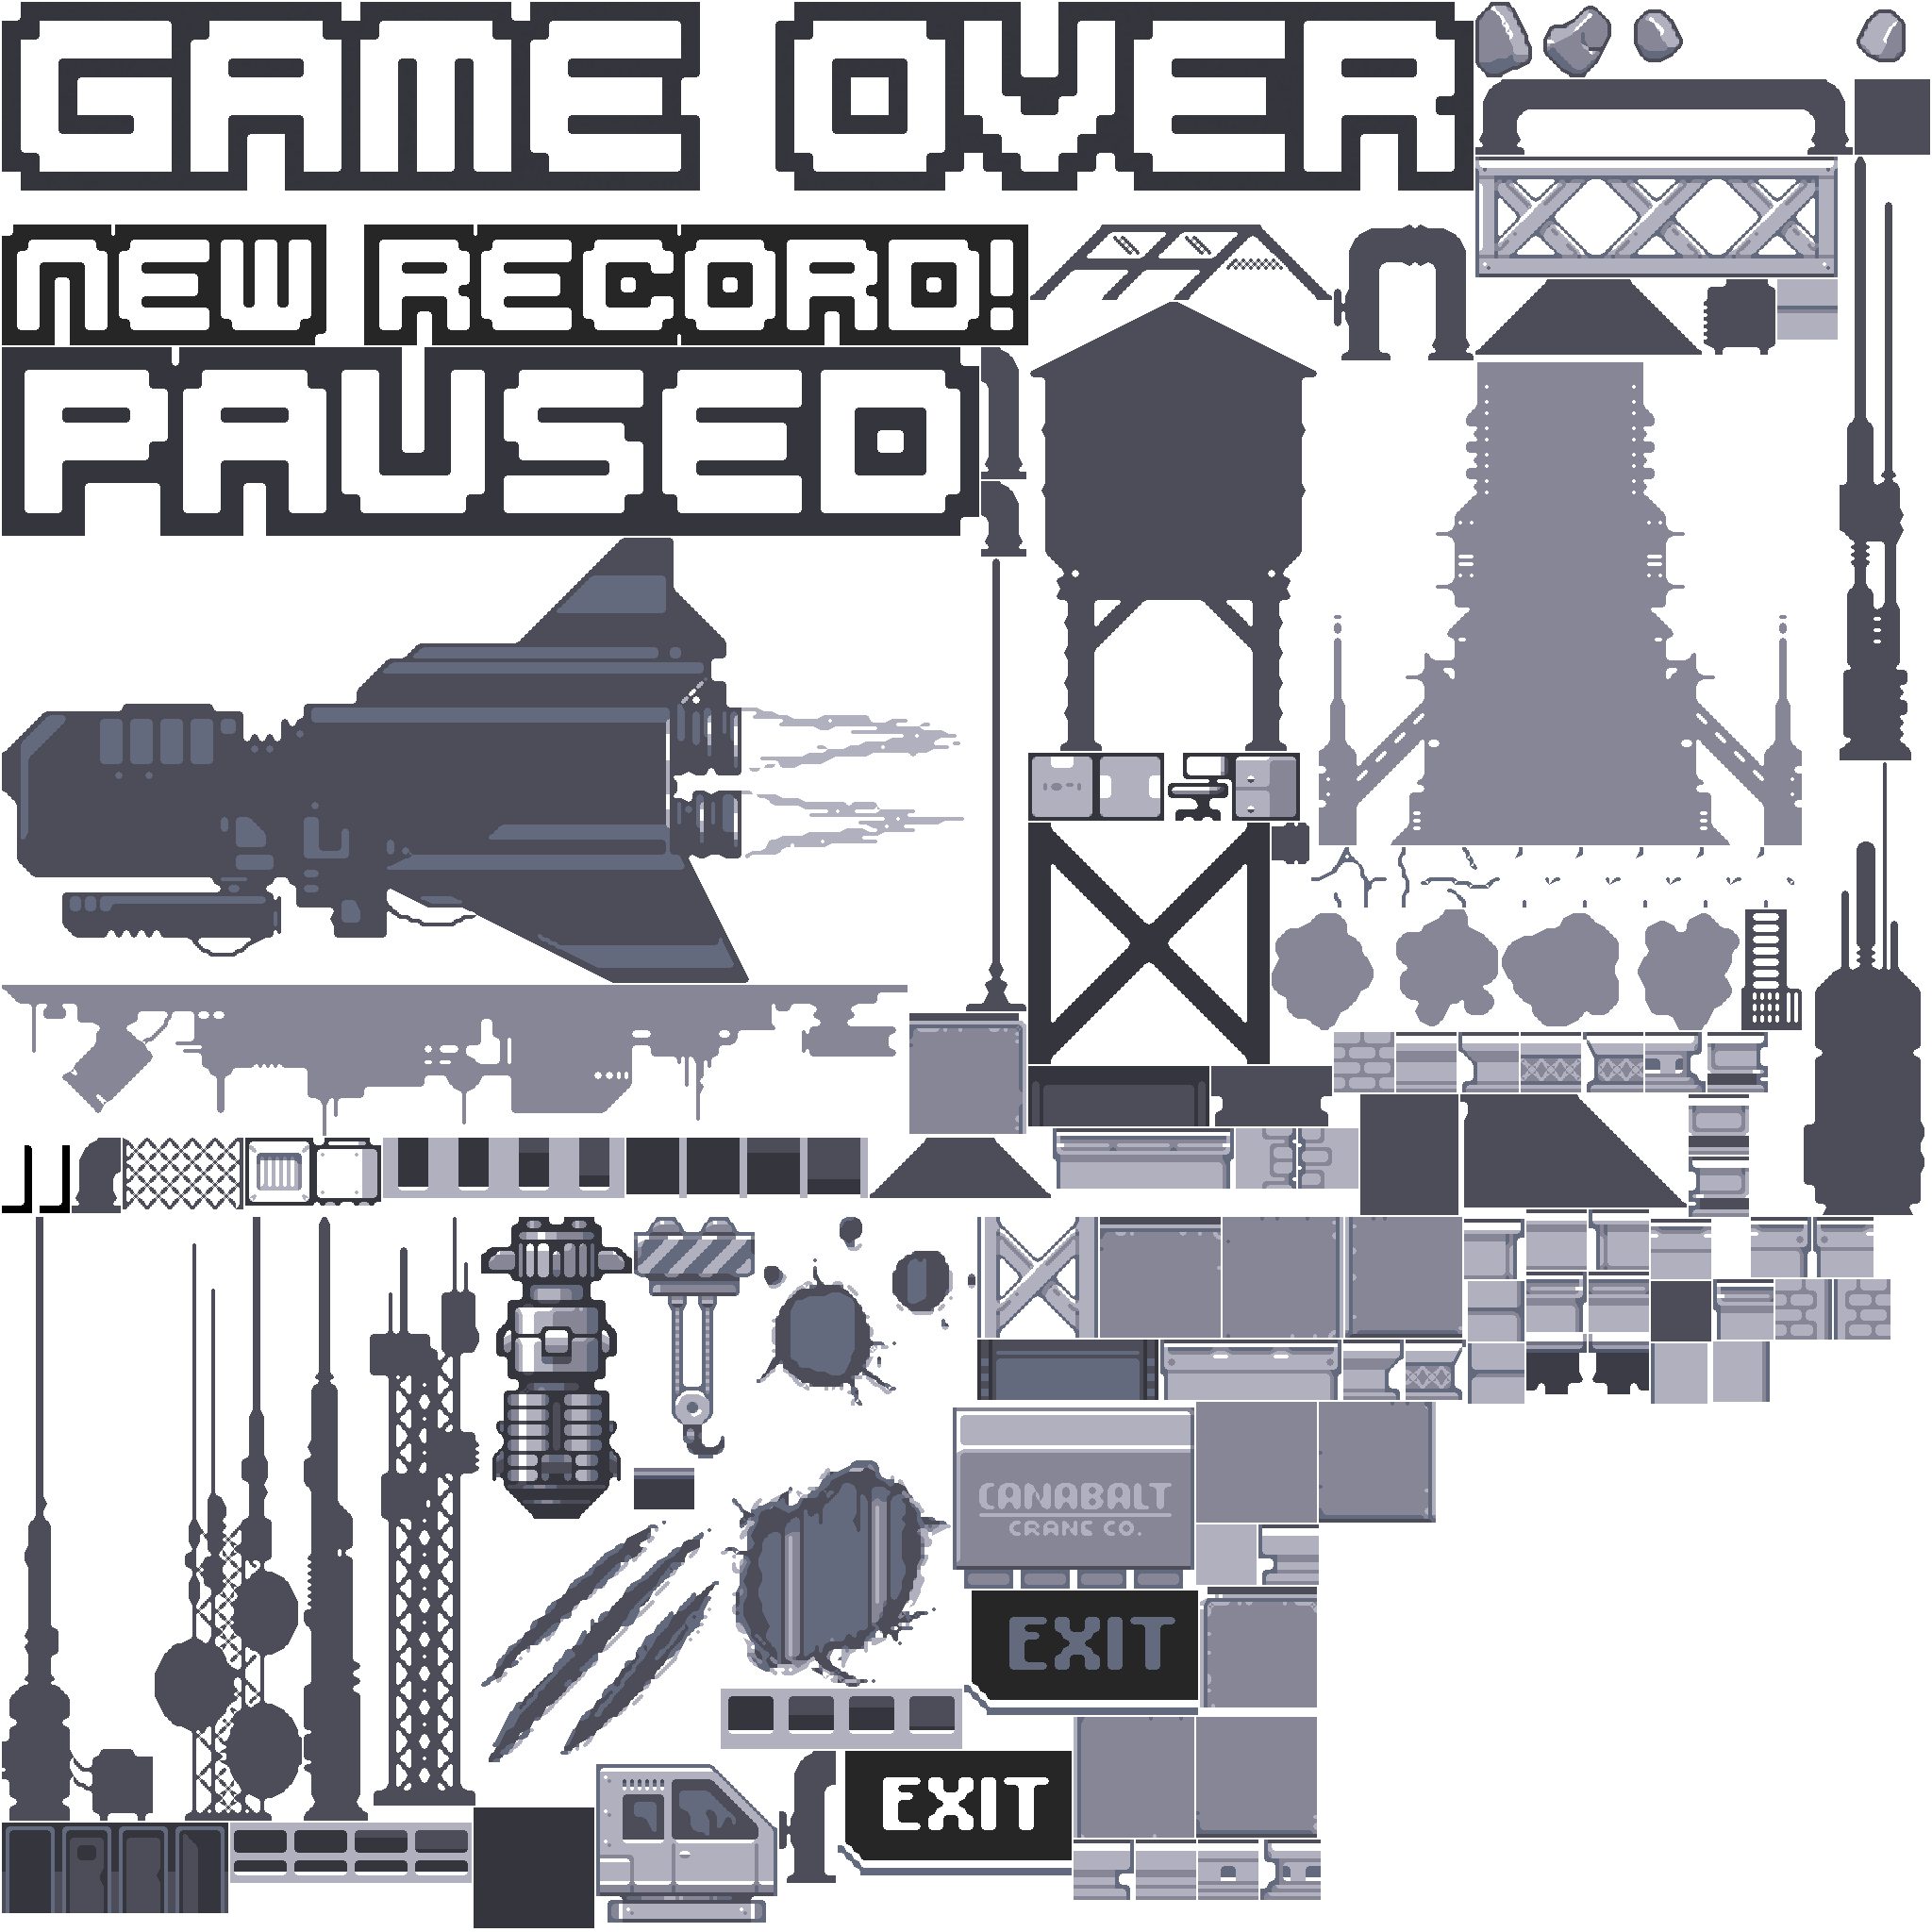 GAME OVER
NEW RECORD!
PAUSED
CANABALT
CRANE CO.
EXIT
EXIT